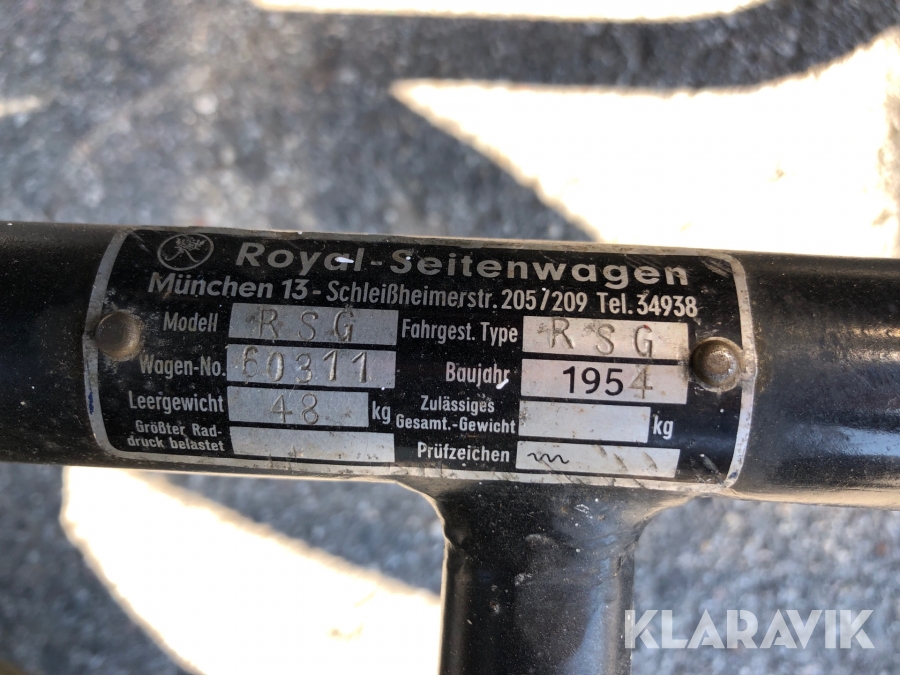 Royal-Seitenwagen
München 13 - Schleißheimerstr. 205/209 Tel. 34938
Modell RSG Fahrgest. Type RSG
Wagen-No. 60311 Baujahr 1954
Leergewicht 48 kg Zulässiges Gesamt.-Gewicht kg
Größter Rad-
druck belastet Prüfzeichen ~
KLARAVIK